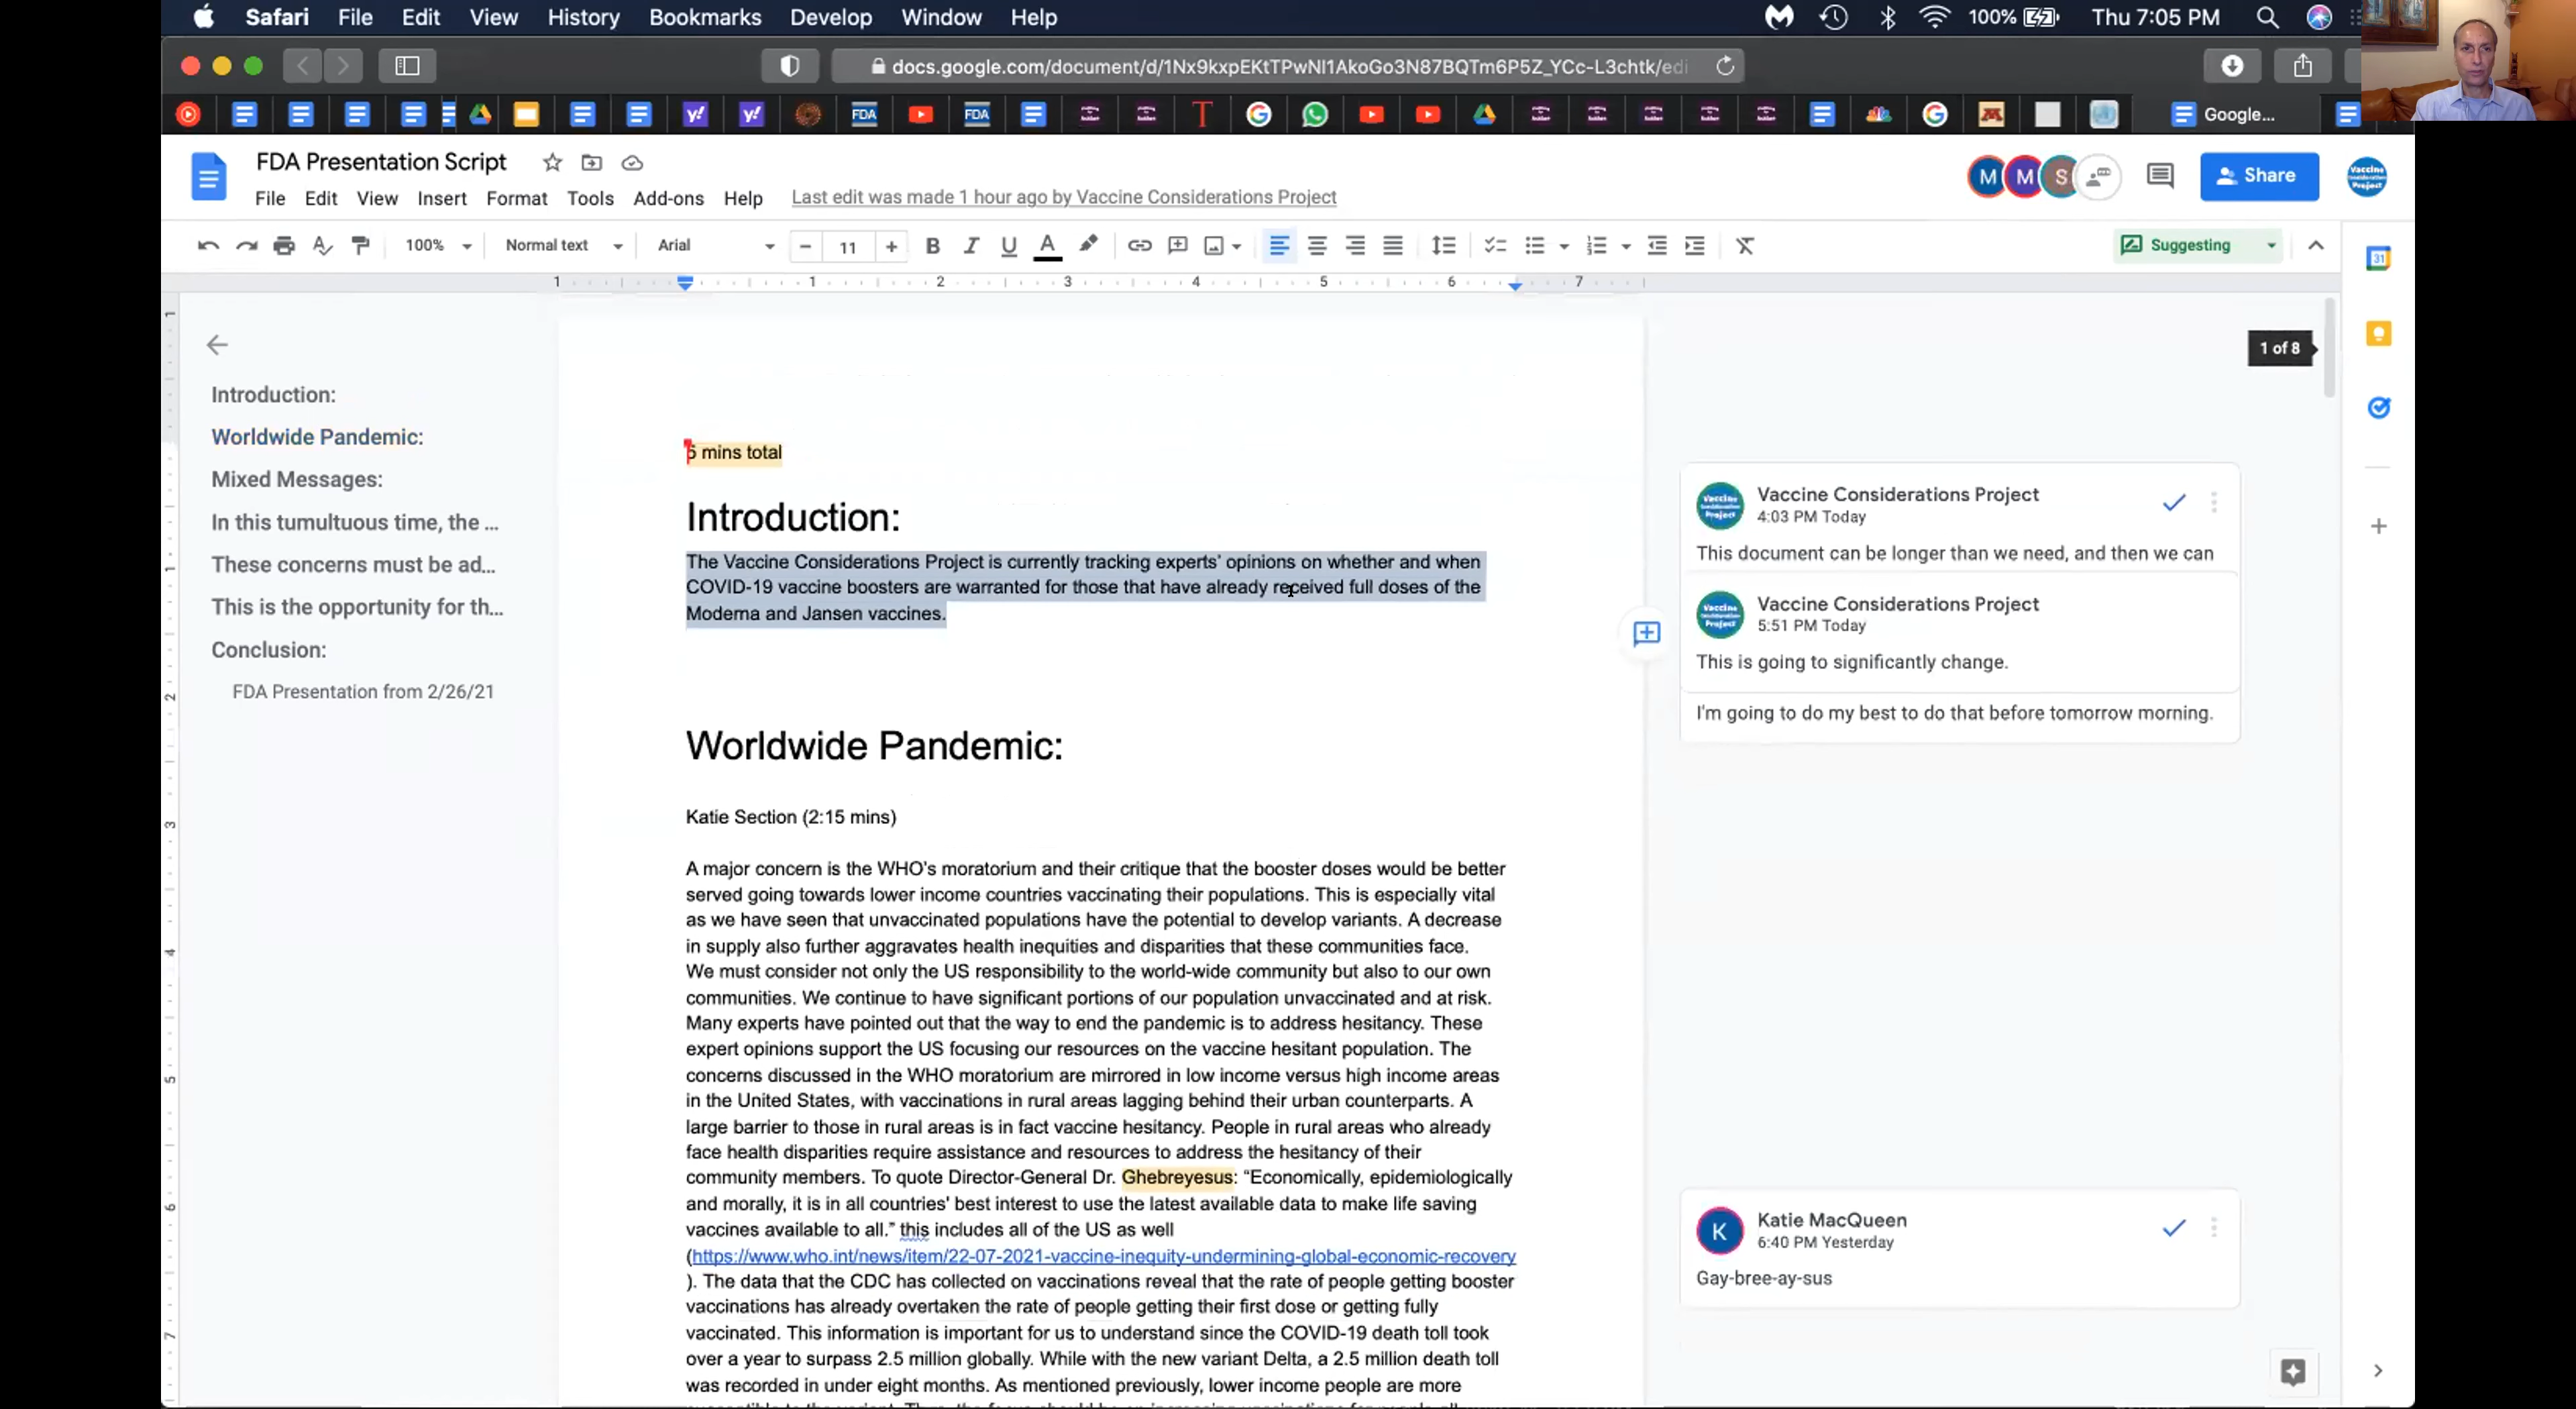 Safari File Edit View History Bookmarks Develop Window Help 100% Thu 7:05 PM
docs.google.com/document/d/1Nx9kxpEKtTPwNl1AkoGo3N87BQTm6P5Z_YCc-L3chtk/edi
FDA FDA Google...
FDA Presentation Script
M M S Share
File Edit View Insert Format Tools Add-ons Help Last edit was made 1 hour ago by Vaccine Considerations Project
100% Normal text Arial 11 B I U A Suggesting
1 1 2 3 4 5 6 7
1 of 8
Introduction:
Worldwide Pandemic:
Mixed Messages:
In this tumultuous time, the ...
These concerns must be ad...
This is the opportunity for th...
Conclusion:
FDA Presentation from 2/26/21
5 mins total
Introduction:
The Vaccine Considerations Project is currently tracking experts' opinions on whether and when
COVID-19 vaccine boosters are warranted for those that have already received full doses of the
Moderna and Jansen vaccines.
Worldwide Pandemic:
Katie Section (2:15 mins)
A major concern is the WHO's moratorium and their critique that the booster doses would be better
served going towards lower income countries vaccinating their populations. This is especially vital
as we have seen that unvaccinated populations have the potential to develop variants. A decrease
in supply also further aggravates health inequities and disparities that these communities face.
We must consider not only the US responsibility to the world-wide community but also to our own
communities. We continue to have significant portions of our population unvaccinated and at risk.
Many experts have pointed out that the way to end the pandemic is to address hesitancy. These
expert opinions support the US focusing our resources on the vaccine hesitant population. The
concerns discussed in the WHO moratorium are mirrored in low income versus high income areas
in the United States, with vaccinations in rural areas lagging behind their urban counterparts. A
large barrier to those in rural areas is in fact vaccine hesitancy. People in rural areas who already
face health disparities require assistance and resources to address the hesitancy of their
community members. To quote Director-General Dr. Ghebreyesus: “Economically, epidemiologically
and morally, it is in all countries' best interest to use the latest available data to make life saving
vaccines available to all.” this includes all of the US as well
(https://www.who.int/news/item/22-07-2021-vaccine-inequity-undermining-global-economic-recovery
). The data that the CDC has collected on vaccinations reveal that the rate of people getting booster
vaccinations has already overtaken the rate of people getting their first dose or getting fully
vaccinated. This information is important for us to understand since the COVID-19 death toll took
over a year to surpass 2.5 million globally. While with the new variant Delta, a 2.5 million death toll
was recorded in under eight months. As mentioned previously, lower income people are more
Vaccine Considerations Project
4:03 PM Today
This document can be longer than we need, and then we can
Vaccine Considerations Project
5:51 PM Today
This is going to significantly change.
I'm going to do my best to do that before tomorrow morning.
K Katie MacQueen
6:40 PM Yesterday
Gay-bree-ay-sus